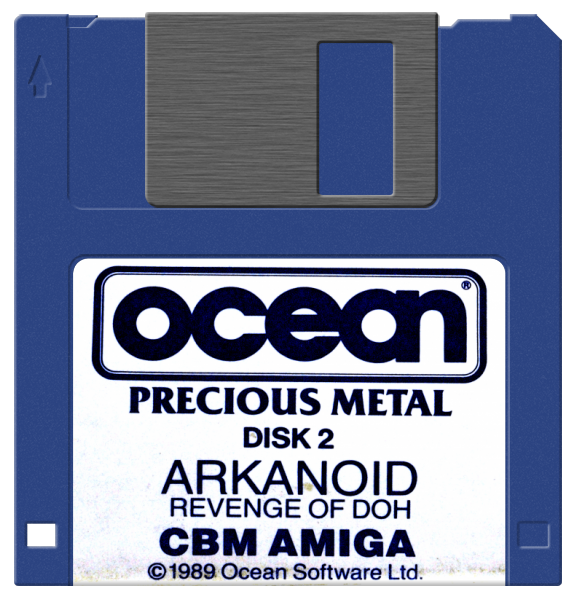 ocean®
PRECIOUS METAL
DISK 2
ARKANOID
REVENGE OF DOH
CBM AMIGA
©1989 Ocean Software Ltd.